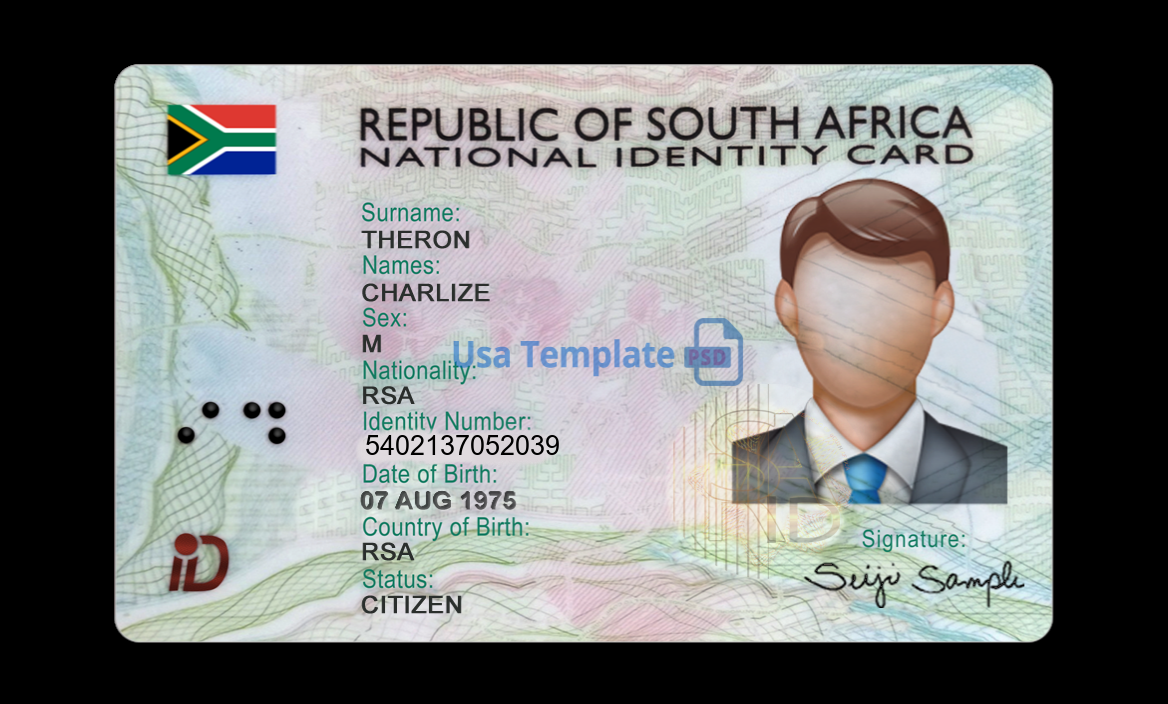 REPUBLIC OF SOUTH AFRICA
NATIONAL IDENTITY CARD
Surname:
THERON
Names:
CHARLIZE
Sex:
M
Usa Template PSD
Nationality:
RSA
Identity Number:
5402137052039
Date of Birth:
07 AUG 1975
Country of Birth:
RSA
Status:
CITIZEN
Signature:
Seiji Sample
iD
iD